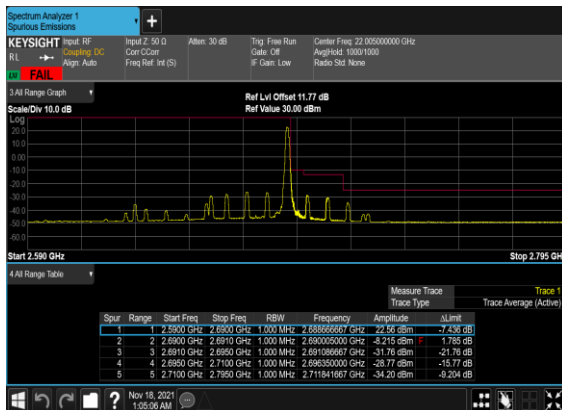 Spectrum Analyzer 1
Spurious Emissions
KEYSIGHT Input: RF Input Z: 50 Ω Atten: 30 dB Trig: Free Run Center Freq: 22.005000000 GHz
RL Coupling: DC Corr CCorr Gate: Off Avg|Hold: 1000/1000
Align: Auto Freq Ref: Int (S) IF Gain: Low Radio Std: None
FAIL
3 All Range Graph
Ref Lvl Offset 11.77 dB
Scale/Div 10.0 dB Ref Value 30.00 dBm
Log
20.0
10.0
0.00
-10.0
-20.0
-30.0
-40.0
-50.0
-60.0
Start 2.590 GHz Stop 2.795 GH
4 All Range Table
Measure Trace Trace 1
Trace Type Trace Average (Active)
Spur Range Start Freq Stop Freq RBW Frequency Amplitude ΔLimit
1 1 2.5900 GHz 2.6900 GHz 1.000 MHz 2.688666667 GHz 22.56 dBm -7.436 dB
2 2 2.6900 GHz 2.6910 GHz 1.000 MHz 2.690005000 GHz -8.215 dBm F 1.785 dB
3 3 2.6910 GHz 2.6950 GHz 1.000 MHz 2.691086667 GHz -31.76 dBm -21.76 dB
4 4 2.6950 GHz 2.7100 GHz 1.000 MHz 2.696350000 GHz -28.77 dBm -15.77 dB
5 5 2.7100 GHz 2.7950 GHz 1.000 MHz 2.711841667 GHz -34.20 dBm -9.204 dB
Nov 18, 2021
1:05:06 AM